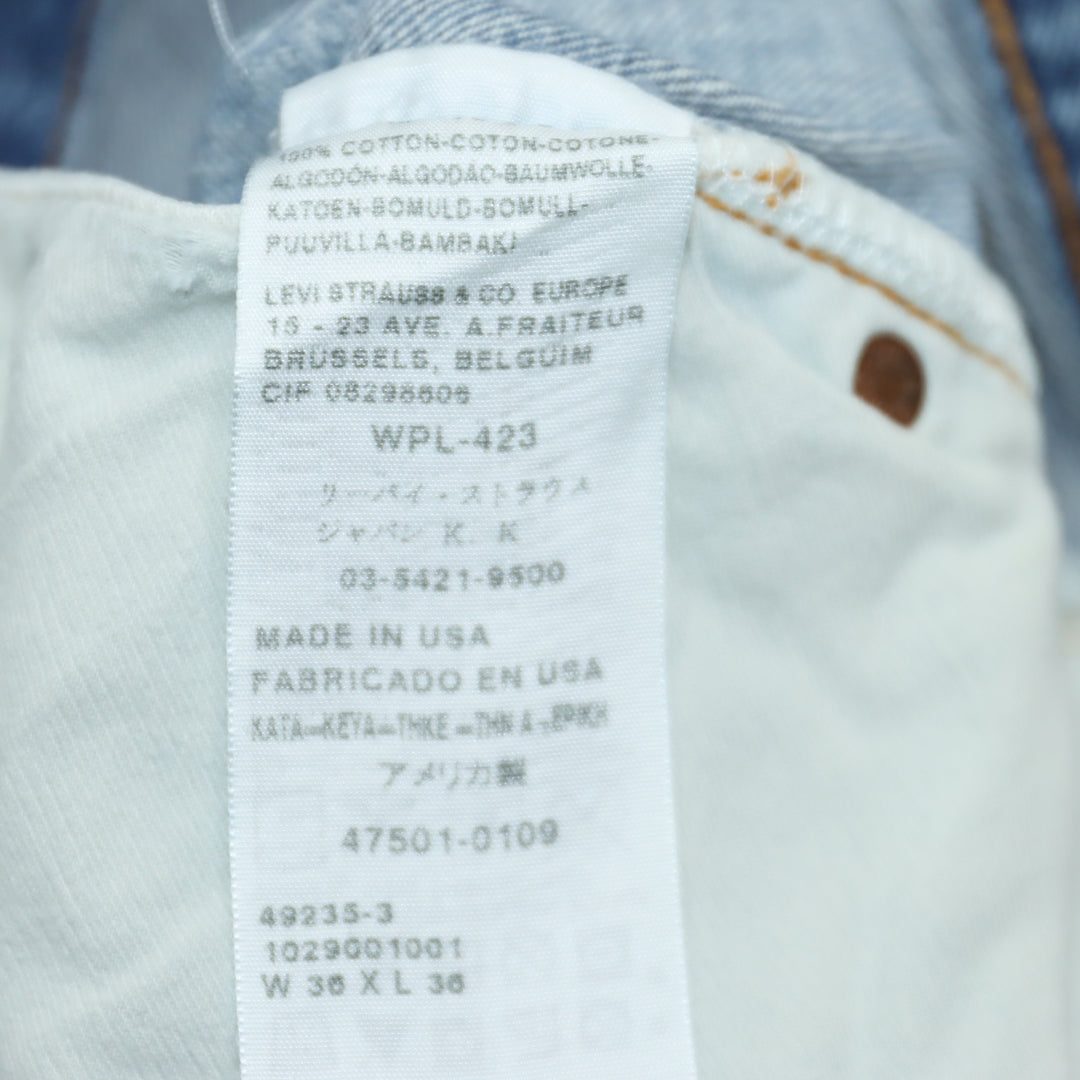 100% COTTON-COTON-COTONE-
ALGODÓN-ALGODÃO-BAUMWOLLE-
KATOEN-BOMULD-BOMULL-
PUUVILLA-BAMBAKI
LEVI STRAUSS & CO. EUROPE
15 - 23 AVE. A.FRAITEUR
BRUSSELS, BELGUIM
CIF 08298606
WPL-423
リーバイ・ストラウス
ジャパン K. K
03-5421-9500
MADE IN USA
FABRICADO EN USA
アメリカ製
47501-0109
49235-3
1029001001
W 36 X L 36